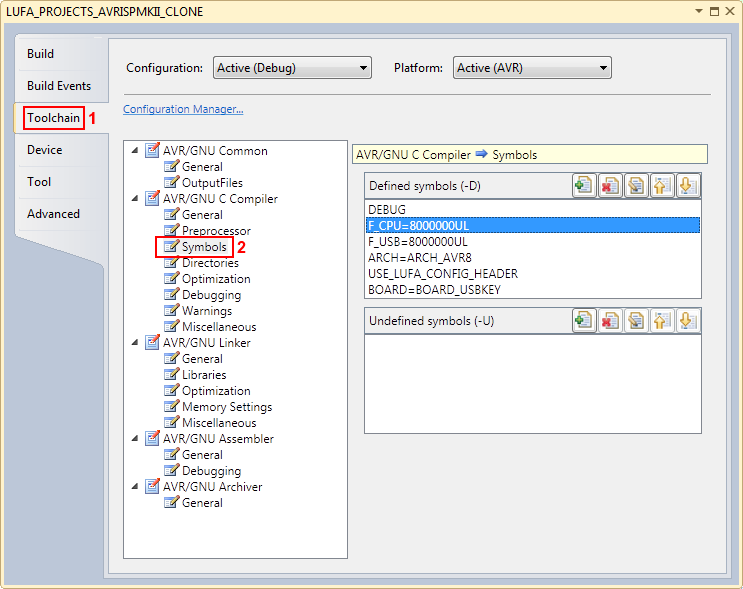 LUFA_PROJECTS_AVRISPMKII_CLONE
Build
Build Events
Toolchain 1
Device
Tool
Advanced
Configuration: Active (Debug) Platform: Active (AVR)
Configuration Manager...
AVR/GNU Common
General
OutputFiles
AVR/GNU C Compiler
General
Preprocessor
Symbols 2
Directories
Optimization
Debugging
Warnings
Miscellaneous
AVR/GNU Linker
General
Libraries
Optimization
Memory Settings
Miscellaneous
AVR/GNU Assembler
General
Debugging
AVR/GNU Archiver
General
AVR/GNU C Compiler Symbols
Defined symbols (-D)
DEBUG
F_CPU=8000000UL
F_USB=8000000UL
ARCH=ARCH_AVR8
USE_LUFA_CONFIG_HEADER
BOARD=BOARD_USBKEY
Undefined symbols (-U)